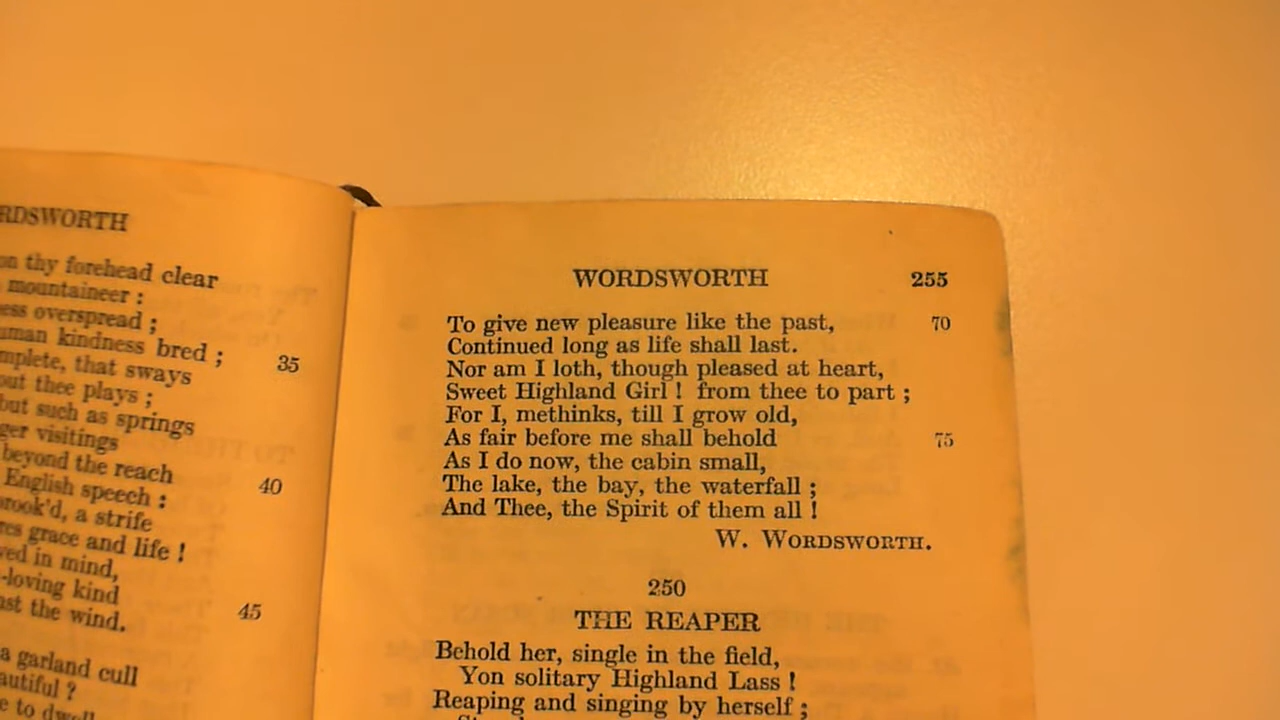 RDSWORTH
on thy forehead clear
mountaineer :
ess overspread ;
uman kindness bred ;
35
mplete, that sways
out thee plays ;
but such as springs
ger visitings
beyond the reach
40
English speech :
rook'd, a strife
res grace and life !
ved in mind,
-loving kind
nst the wind.
45
a garland cull
autiful ?
e to dwell
WORDSWORTH 255
To give new pleasure like the past, 70
Continued long as life shall last.
Nor am I loth, though pleased at heart,
Sweet Highland Girl ! from thee to part ;
For I, methinks, till I grow old,
As fair before me shall behold 75
As I do now, the cabin small,
The lake, the bay, the waterfall ;
And Thee, the Spirit of them all !
W. WORDSWORTH.
250
THE REAPER
Behold her, single in the field,
Yon solitary Highland Lass !
Reaping and singing by herself ;